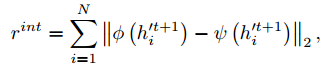 r^{int} = \sum_{i=1}^{N} \left\| \phi \left( h_i'^{t+1} \right) - \psi \left( h_i'^{t+1} \right) \right\|_2 ,